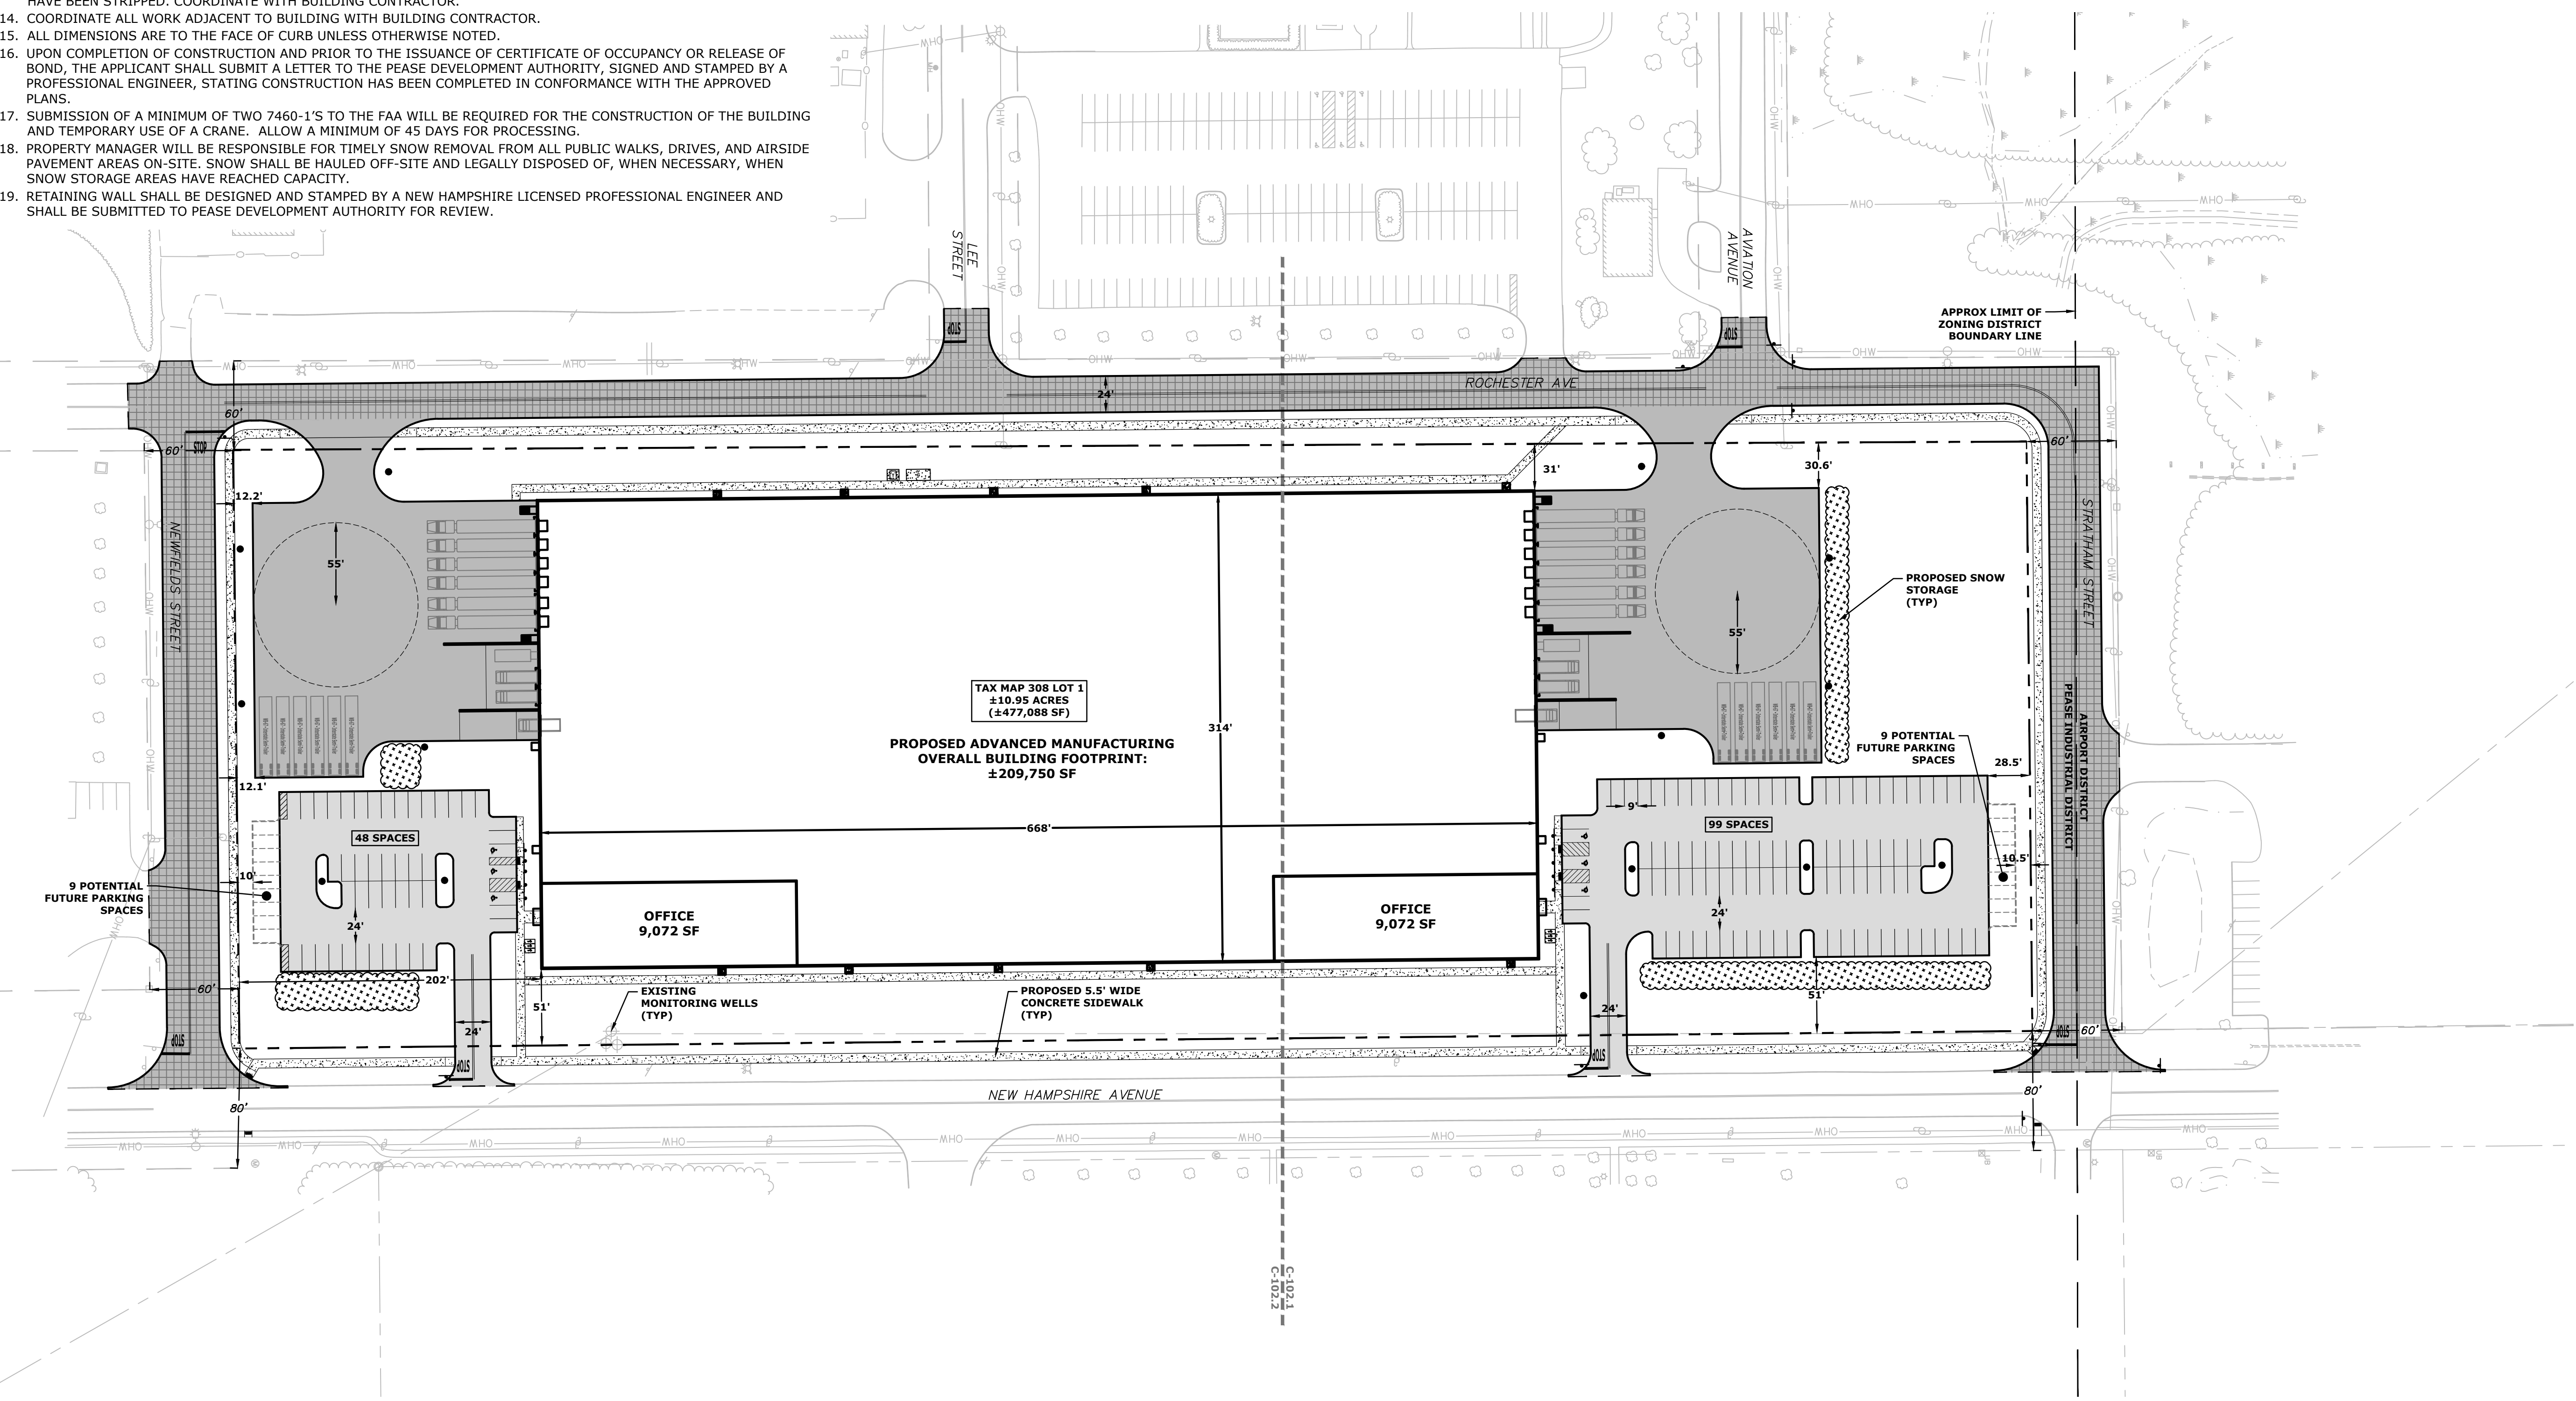 HAVE BEEN STRIPPED. COORDINATE WITH BUILDING CONTRACTOR.
14. COORDINATE ALL WORK ADJACENT TO BUILDING WITH BUILDING CONTRACTOR.
15. ALL DIMENSIONS ARE TO THE FACE OF CURB UNLESS OTHERWISE NOTED.
16. UPON COMPLETION OF CONSTRUCTION AND PRIOR TO THE ISSUANCE OF CERTIFICATE OF OCCUPANCY OR RELEASE OF
BOND, THE APPLICANT SHALL SUBMIT A LETTER TO THE PEASE DEVELOPMENT AUTHORITY, SIGNED AND STAMPED BY A
PROFESSIONAL ENGINEER, STATING CONSTRUCTION HAS BEEN COMPLETED IN CONFORMANCE WITH THE APPROVED
PLANS.
17. SUBMISSION OF A MINIMUM OF TWO 7460-1'S TO THE FAA WILL BE REQUIRED FOR THE CONSTRUCTION OF THE BUILDING
AND TEMPORARY USE OF A CRANE. ALLOW A MINIMUM OF 45 DAYS FOR PROCESSING.
18. PROPERTY MANAGER WILL BE RESPONSIBLE FOR TIMELY SNOW REMOVAL FROM ALL PUBLIC WALKS, DRIVES, AND AIRSIDE
PAVEMENT AREAS ON-SITE. SNOW SHALL BE HAULED OFF-SITE AND LEGALLY DISPOSED OF, WHEN NECESSARY, WHEN
SNOW STORAGE AREAS HAVE REACHED CAPACITY.
19. RETAINING WALL SHALL BE DESIGNED AND STAMPED BY A NEW HAMPSHIRE LICENSED PROFESSIONAL ENGINEER AND
SHALL BE SUBMITTED TO PEASE DEVELOPMENT AUTHORITY FOR REVIEW.
LEE
STREET
AVIATION
AVENUE
APPROX LIMIT OF
ZONING DISTRICT
BOUNDARY LINE
STOP
STOP
OHW
OHW
OHW
OHW
ROCHESTER AVE
24'
60'
60'
STOP
60'
31'
30.6'
12.2'
NEWFIELDS STREET
STRATHAM STREET
55'
55'
PROPOSED SNOW
STORAGE
(TYP)
TAX MAP 308 LOT 1
±10.95 ACRES
(±477,088 SF)
PROPOSED ADVANCED MANUFACTURING
OVERALL BUILDING FOOTPRINT:
±209,750 SF
314'
668'
AIRPORT DISTRICT
PEASE INDUSTRIAL DISTRICT
9 POTENTIAL
FUTURE PARKING
SPACES
28.5'
12.1'
9'
48 SPACES
99 SPACES
10.5'
10'
9 POTENTIAL
FUTURE PARKING
SPACES
24'
24'
OFFICE
9,072 SF
OFFICE
9,072 SF
202'
60'
51'
EXISTING
MONITORING WELLS
(TYP)
PROPOSED 5.5' WIDE
CONCRETE SIDEWALK
(TYP)
51'
24'
24'
60'
STOP
STOP
STOP
STOP
NEW HAMPSHIRE AVENUE
80'
80'
OHW
OHW
OHW
OHW
C-102.1
C-102.2